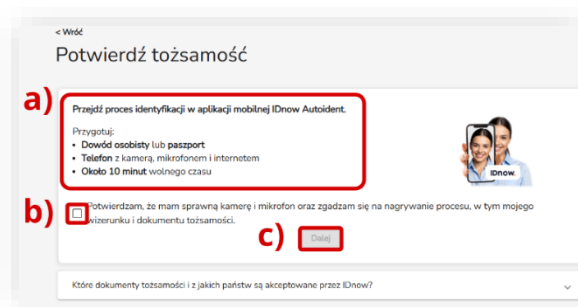 < Wróć
Potwierdź tożsamość
a)
Przejdź proces identyfikacji w aplikacji mobilnej IDnow Autoident.
Przygotuj:
• Dowód osobisty lub paszport
• Telefon z kamerą, mikrofonem i internetem
• Około 10 minut wolnego czasu
IDnow.
b)
Potwierdzam, że mam sprawną kamerę i mikrofon oraz zgadzam się na nagrywanie procesu, w tym mojego
wizerunku i dokumentu tożsamości.
c)
Dalej
Które dokumenty tożsamości i z jakich państw są akceptowane przez IDnow?